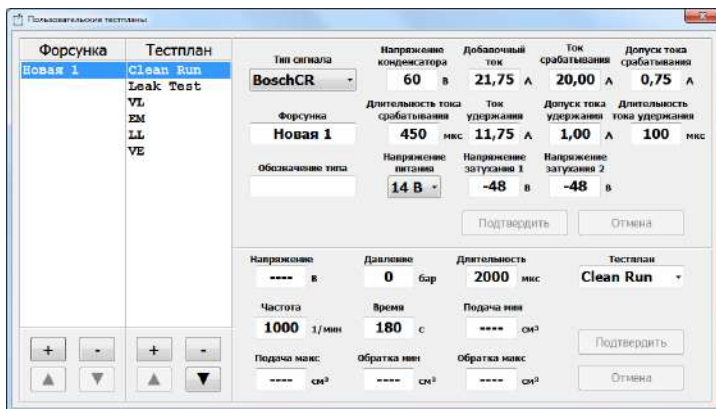 Пользовательские тестпланы
Форсунка Тестплан
Новая 1
Clean Run
Leak Test
VL
EM
LL
VE
+ - + -
Тип сигнала
BoschCR
Напряжение конденсатора
60 В
Добавочный ток
21,75 А
Ток срабатывания
20,00 А
Допуск тока срабатывания
0,75 А
Форсунка
Новая 1
Длительность тока срабатывания
450 мкс
Ток удержания
11,75 А
Допуск тока удержания
1,00 А
Длительность тока удержания
100 мкс
Обозначение типа
Напряжение питания
14 В
Напряжение затухания 1
-48 В
Напряжение затухания 2
-48 В
Подтвердить Отмена
Напряжение
---- В
Давление
0 бар
Длительность
2000 мкс
Тестплан
Clean Run
Частота
1000 1/мин
Время
180 с
Подача мин
---- см³
Подтвердить
Подача макс
---- см³
Обратка мин
---- см³
Обратка макс
---- см³
Отмена